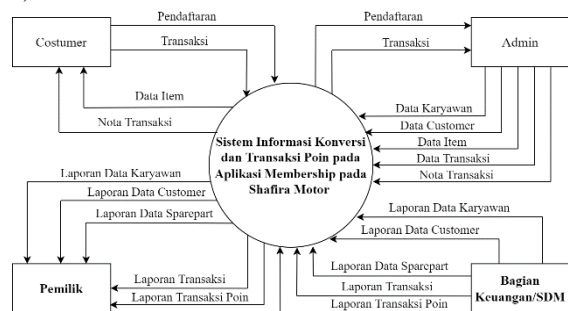 Pendaftaran
Pendaftaran
Costumer
Transaksi
Transaksi
Admin
Data Item
Nota Transaksi
Data Karyawan
Data Customer
Data Item
Data Transaksi
Nota Transaksi
Sistem Informasi Konversi
dan Transaksi Poin pada
Aplikasi Membership pada
Shafira Motor
Laporan Data Karyawan
Laporan Data Customer
Laporan Data Sparepart
Laporan Data Karyawan
Laporan Data Customer
Pemilik
Laporan Transaksi
Laporan Transaksi Poin
Laporan Data Sparepart
Laporan Transaksi
Laporan Transaksi Poin
Bagian
Keuangan/SDM